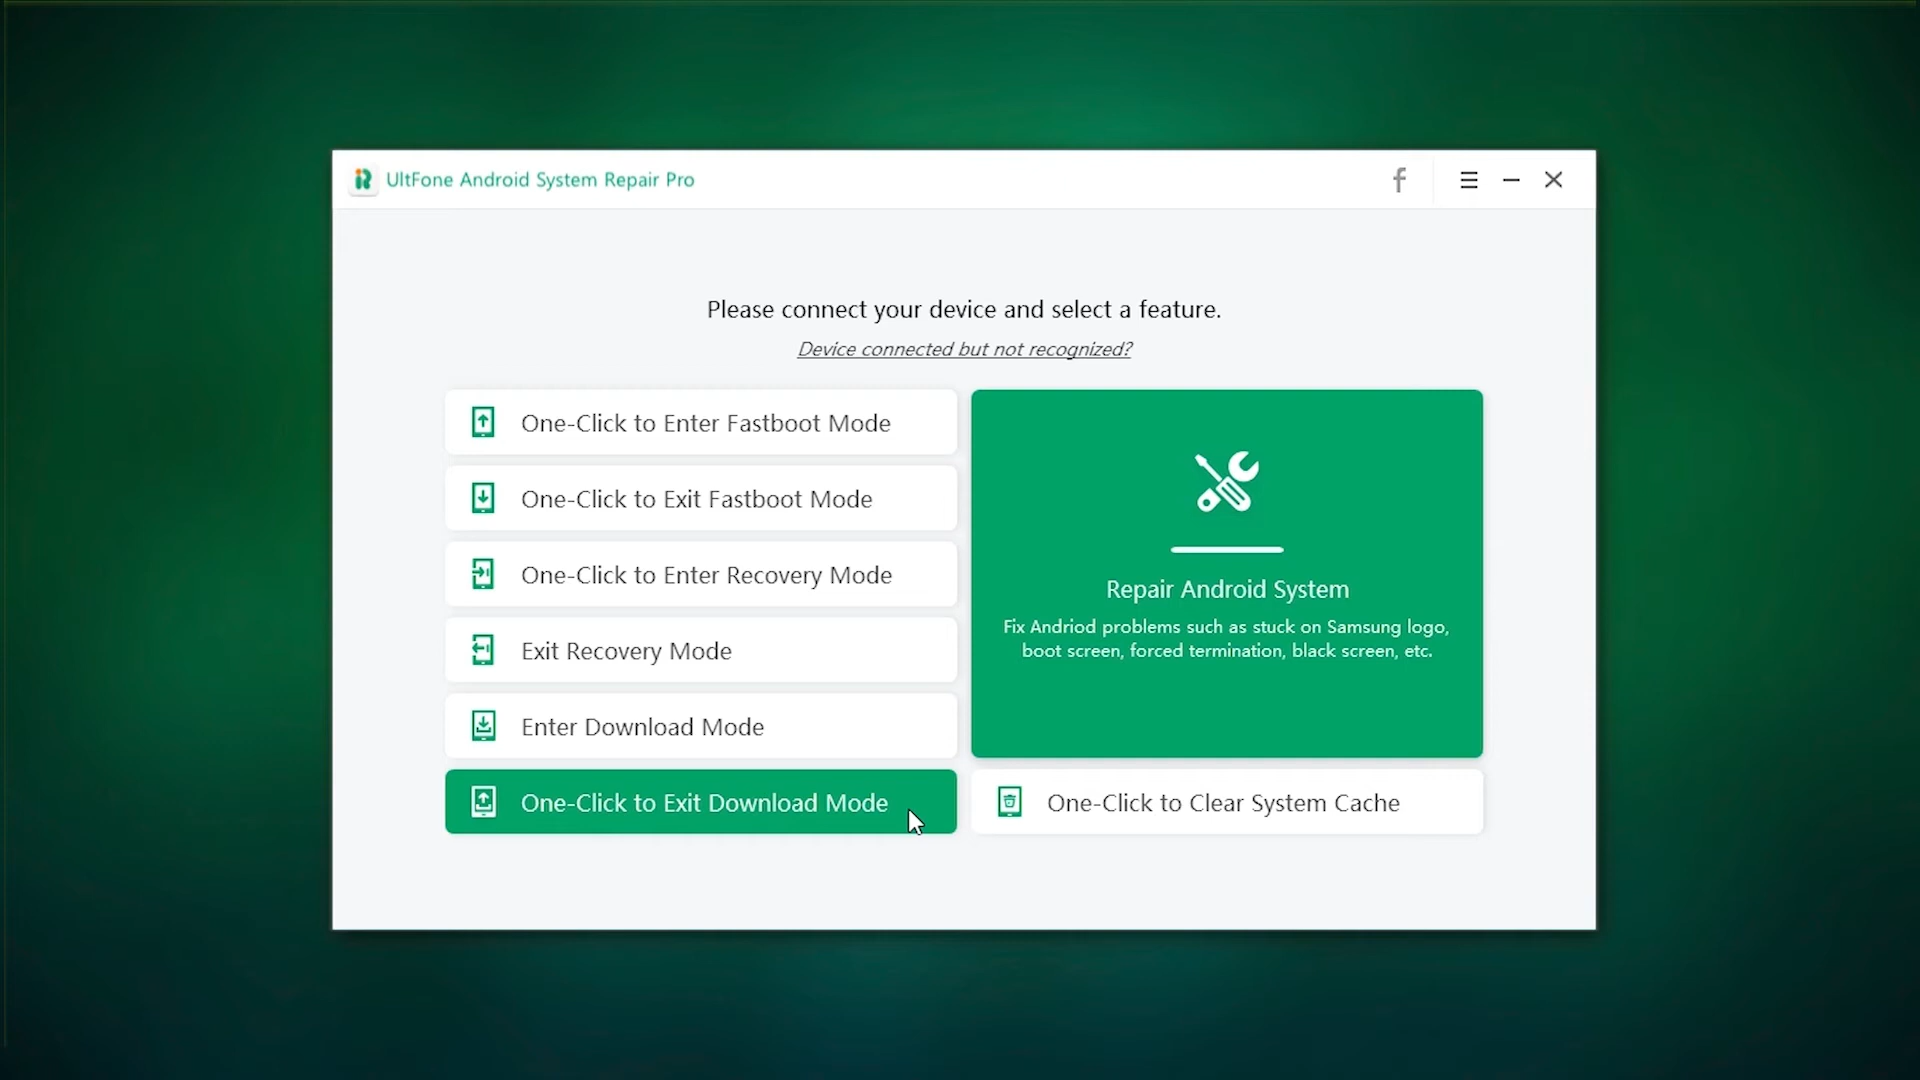 UltFone Android System Repair Pro
Please connect your device and select a feature.
Device connected but not recognized?
One-Click to Enter Fastboot Mode
One-Click to Exit Fastboot Mode
One-Click to Enter Recovery Mode
Exit Recovery Mode
Enter Download Mode
One-Click to Exit Download Mode
Repair Android System
Fix Andriod problems such as stuck on Samsung logo,
boot screen, forced termination, black screen, etc.
One-Click to Clear System Cache